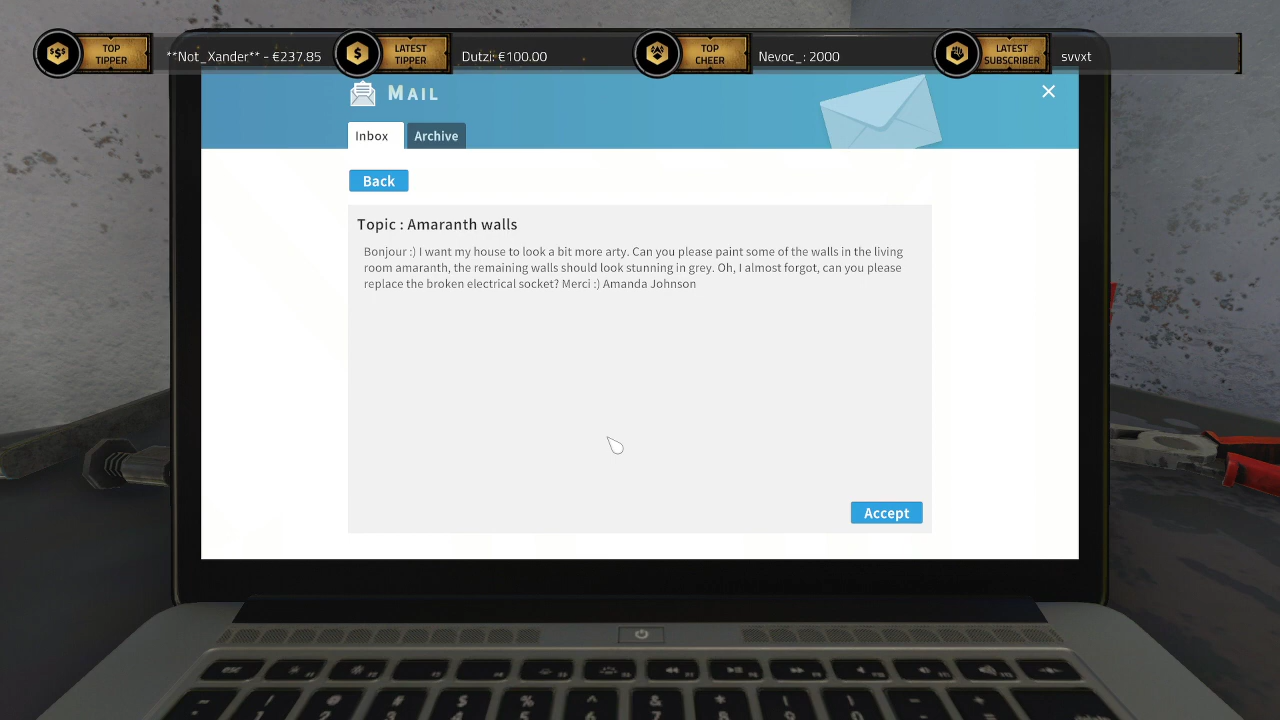 TOP TIPPER
**Not_Xander** - €237.85
LATEST TIPPER
Dutzi: €100.00
TOP CHEER
Nevoc_: 2000
LATEST SUBSCRIBER
svvxt
MAIL
Inbox
Archive
Back
Topic : Amaranth walls
Bonjour :) I want my house to look a bit more arty. Can you please paint some of the walls in the living
room amaranth, the remaining walls should look stunning in grey. Oh, I almost forgot, can you please
replace the broken electrical socket? Merci :) Amanda Johnson
Accept
esc